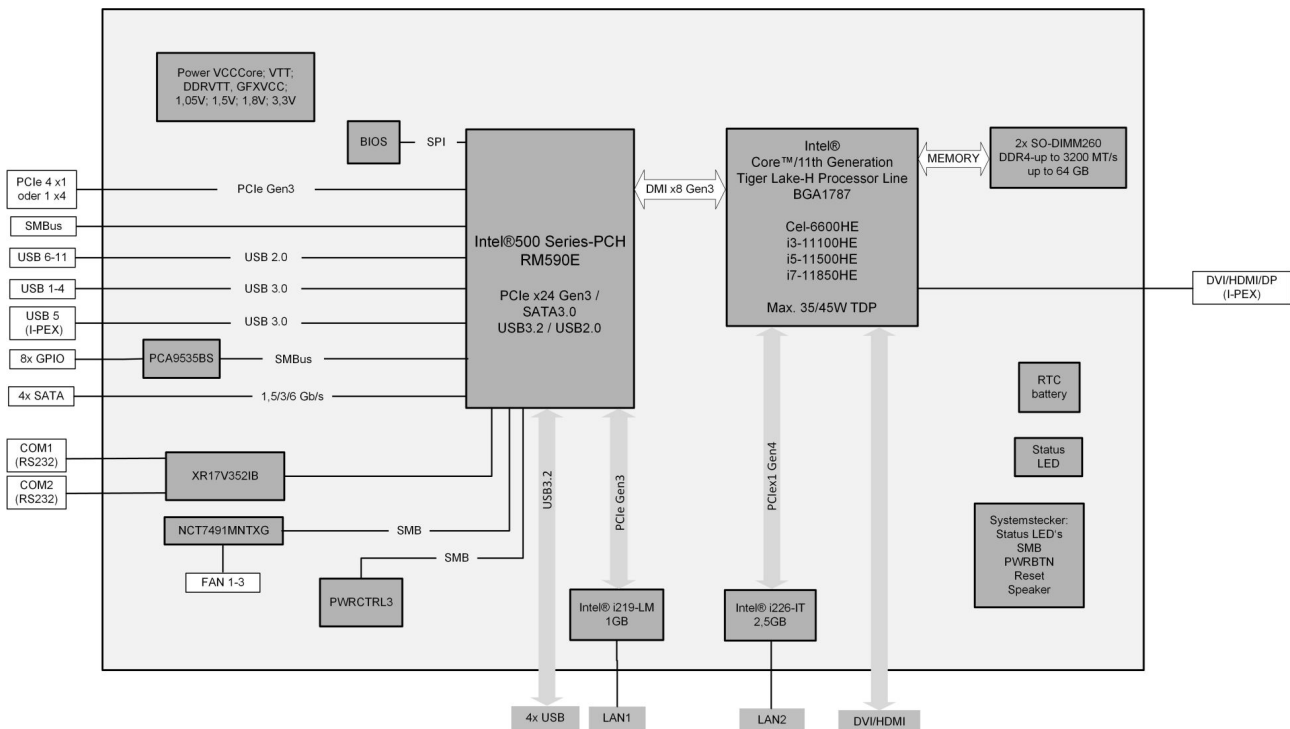 Power VCCCore; VTT;
DDRVTT, GFXVCC;
1,05V; 1,5V; 1,8V; 3,3V
BIOS
SPI
PCIe 4 x1
oder 1 x4
PCIe Gen3
SMBus
USB 6-11
USB 2.0
USB 1-4
USB 3.0
USB 5
(I-PEX)
USB 3.0
8x GPIO
PCA9535BS
SMBus
4x SATA
1,5/3/6 Gb/s
COM1
(RS232)
COM2
(RS232)
XR17V352IB
NCT7491MNTXG
SMB
FAN 1-3
SMB
PWRCTRL3
Intel®500 Series-PCH
RM590E
PCIe x24 Gen3 /
SATA3.0
USB3.2 / USB2.0
DMI x8 Gen3
Intel®
Core™/11th Generation
Tiger Lake-H Processor Line
BGA1787
Cel-6600HE
i3-11100HE
i5-11500HE
i7-11850HE
Max. 35/45W TDP
MEMORY
2x SO-DIMM260
DDR4-up to 3200 MT/s
up to 64 GB
DVI/HDMI/DP
(I-PEX)
RTC
battery
Status
LED
Systemstecker:
Status LED's
SMB
PWRBTN
Reset
Speaker
USB3.2
PCIe Gen3
PCIex1 Gen4
Intel® i219-LM
1GB
Intel® i226-IT
2,5GB
4x USB
LAN1
LAN2
DVI/HDMI